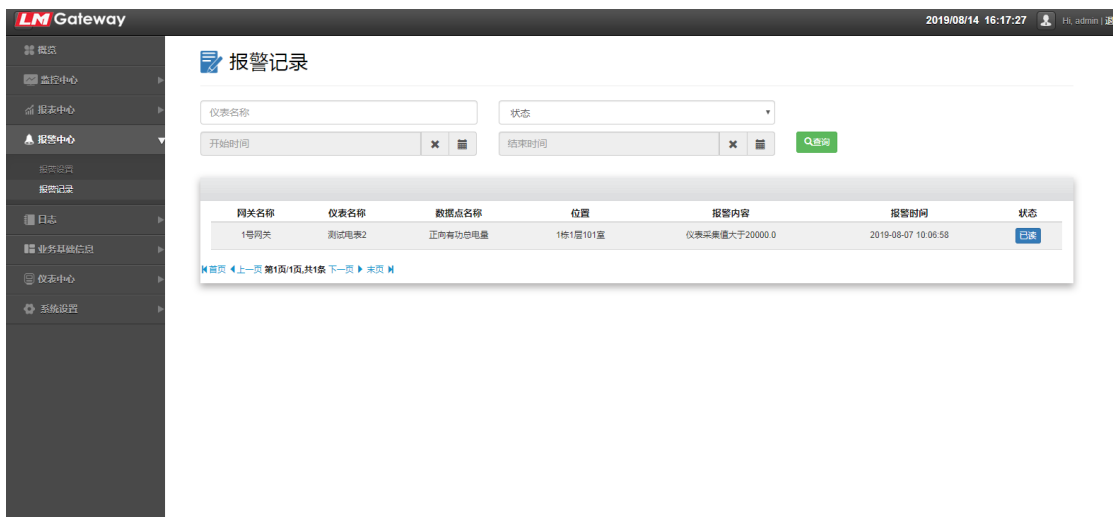 LM Gateway
2019/08/14 16:17:27 Hi, admin | 退
概览
监控中心
报表中心
报警中心
报警设置
报警记录
日志
业务基础信息
仪表中心
系统设置
报警记录
仪表名称 状态
开始时间 结束时间 查询
网关名称 仪表名称 数据点名称 位置 报警内容 报警时间 状态
1号网关 测试电表2 正向有功总电量 1栋1层101室 仪表采集值大于20000.0 2019-08-07 10:06:58 已读
首页 上一页 第1页/1页,共1条 下一页 末页